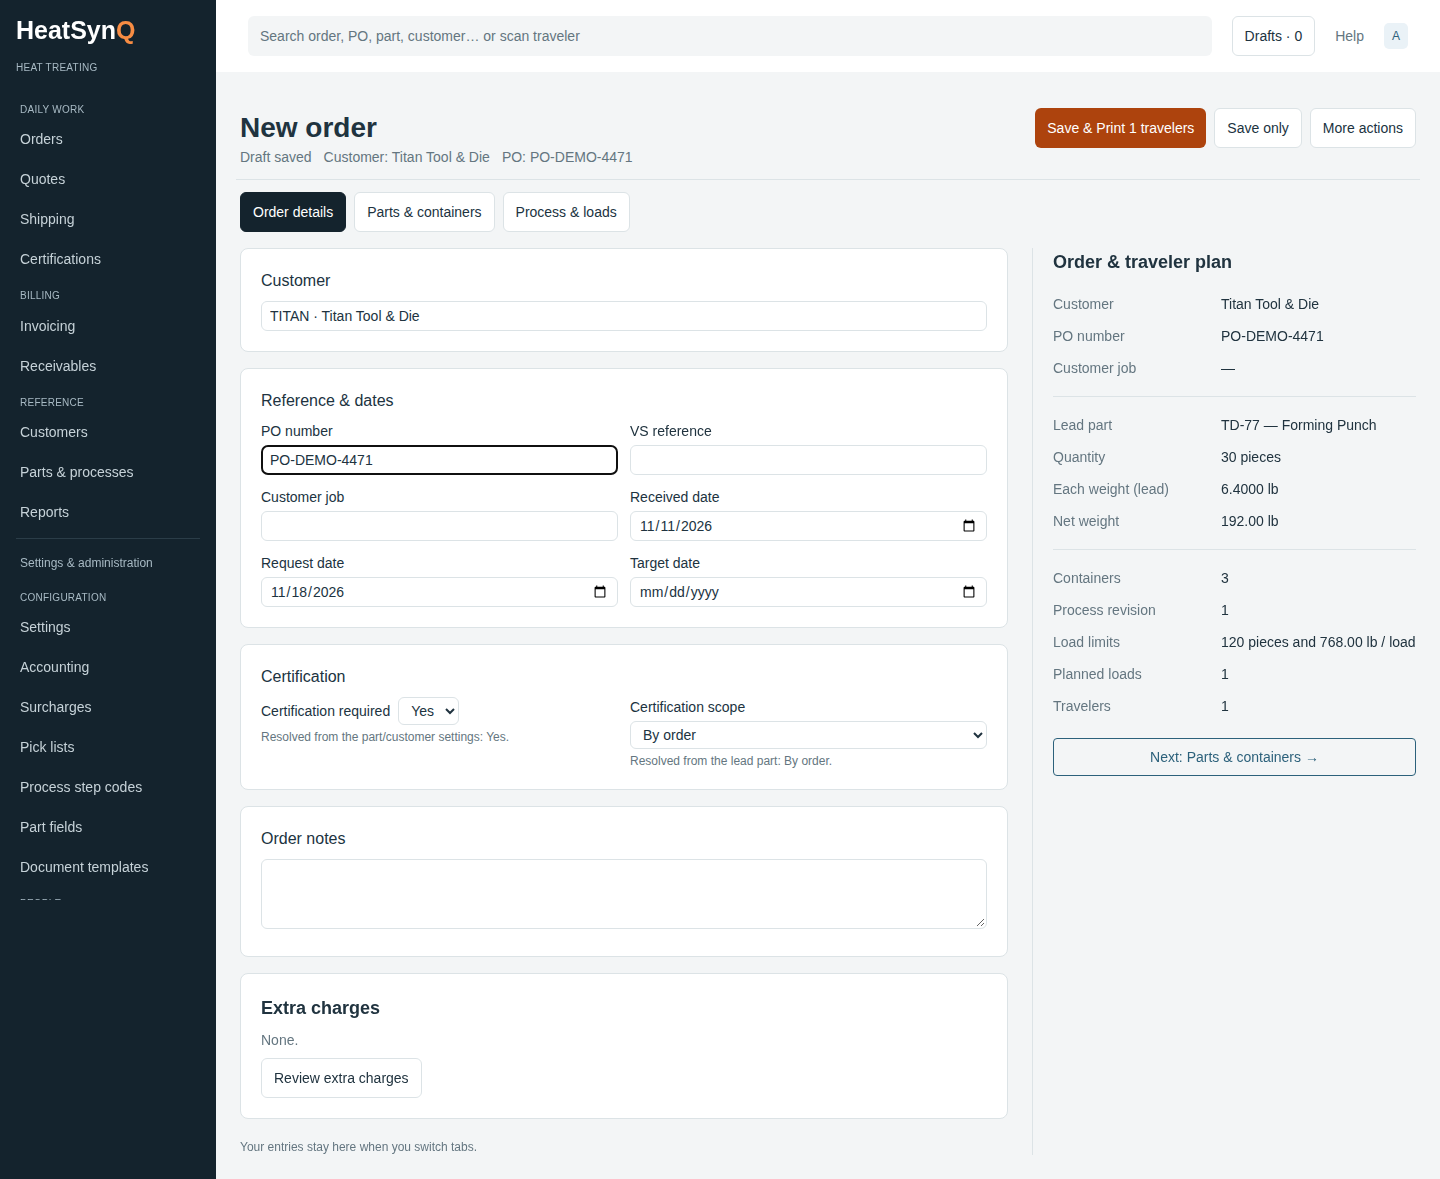 HeatSynQ
HEAT TREATING
DAILY WORK
Orders
Quotes
Shipping
Certifications
BILLING
Invoicing
Receivables
REFERENCE
Customers
Parts & processes
Reports
Settings & administration
CONFIGURATION
Settings
Accounting
Surcharges
Pick lists
Process step codes
Part fields
Document templates
Search order, PO, part, customer… or scan traveler
Drafts · 0
Help
A
New order
Draft saved Customer: Titan Tool & Die PO: PO-DEMO-4471
Save & Print 1 travelers
Save only
More actions
Order details
Parts & containers
Process & loads
Customer
TITAN · Titan Tool & Die
Reference & dates
PO number
PO-DEMO-4471
VS reference
Customer job
Received date
11/11/2026
Request date
11/18/2026
Target date
mm/dd/yyyy
Certification
Certification required Yes
Resolved from the part/customer settings: Yes.
Certification scope
By order
Resolved from the lead part: By order.
Order notes
Extra charges
None.
Review extra charges
Your entries stay here when you switch tabs.
Order & traveler plan
Customer Titan Tool & Die
PO number PO-DEMO-4471
Customer job —
Lead part TD-77 — Forming Punch
Quantity 30 pieces
Each weight (lead) 6.4000 lb
Net weight 192.00 lb
Containers 3
Process revision 1
Load limits 120 pieces and 768.00 lb / load
Planned loads 1
Travelers 1
Next: Parts & containers →